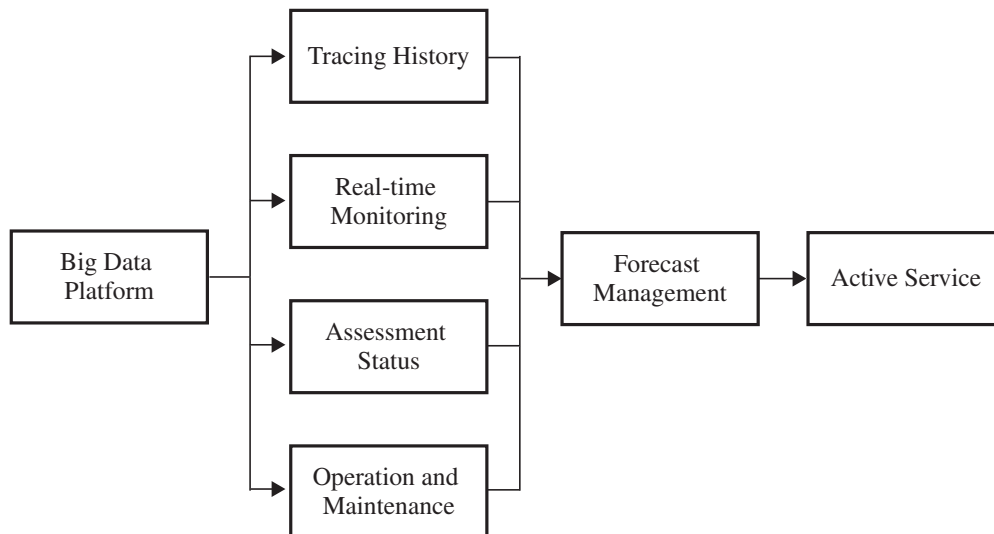 Tracing History
Real-time
Monitoring
Big Data
Platform
Assessment
Status
Operation and
Maintenance
Forecast
Management
Active Service